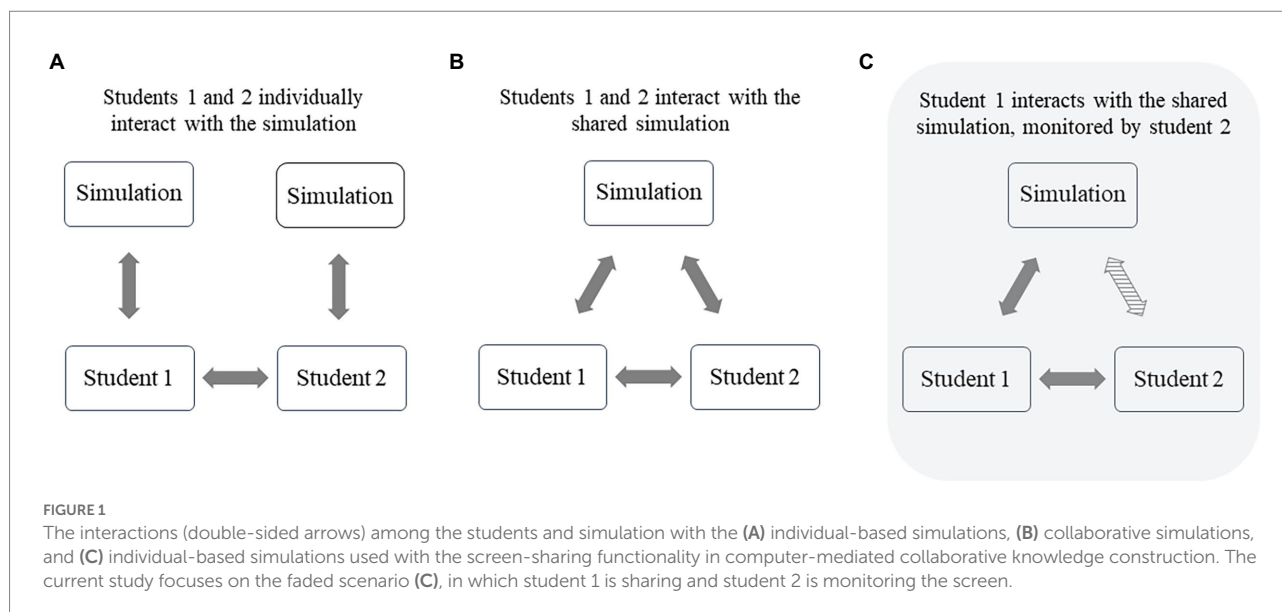 A
Students 1 and 2 individually
interact with the simulation
Simulation
Simulation
Student 1
Student 2
B
Students 1 and 2 interact with the
shared simulation
Simulation
Student 1
Student 2
C
Student 1 interacts with the shared
simulation, monitored by student 2
Simulation
Student 1
Student 2
FIGURE 1
The interactions (double-sided arrows) among the students and simulation with the (A) individual-based simulations, (B) collaborative simulations,
and (C) individual-based simulations used with the screen-sharing functionality in computer-mediated collaborative knowledge construction. The
current study focuses on the faded scenario (C), in which student 1 is sharing and student 2 is monitoring the screen.